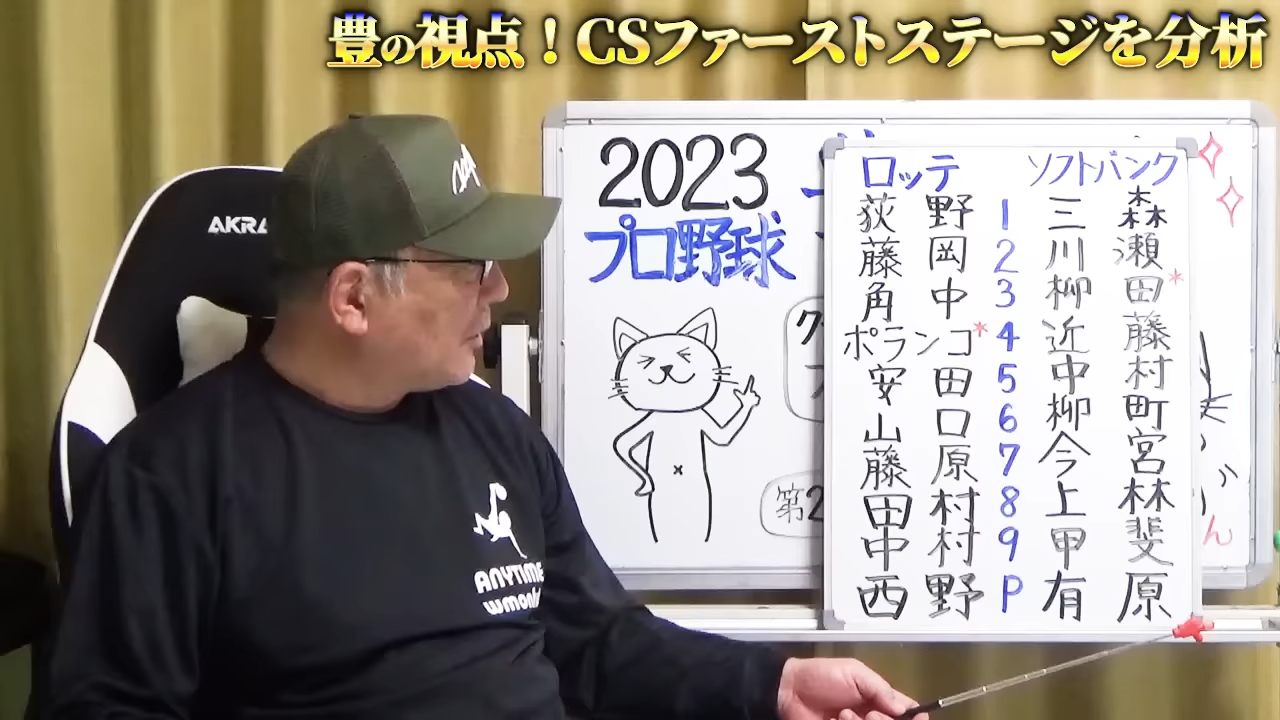 豊の視点！CSファーストステージを分析
AKRA
2023
プロ野球
第2
ロッテ ソフトバンク
荻野 1 三森
藤岡 2 川瀬
角中 3 柳田*
ポランコ* 4 近藤
安田 5 中村
山口 6 柳町
藤原 7 今宮
田村 8 上林
中村 9 甲斐
西野 P 有原
ん
ANYTIME